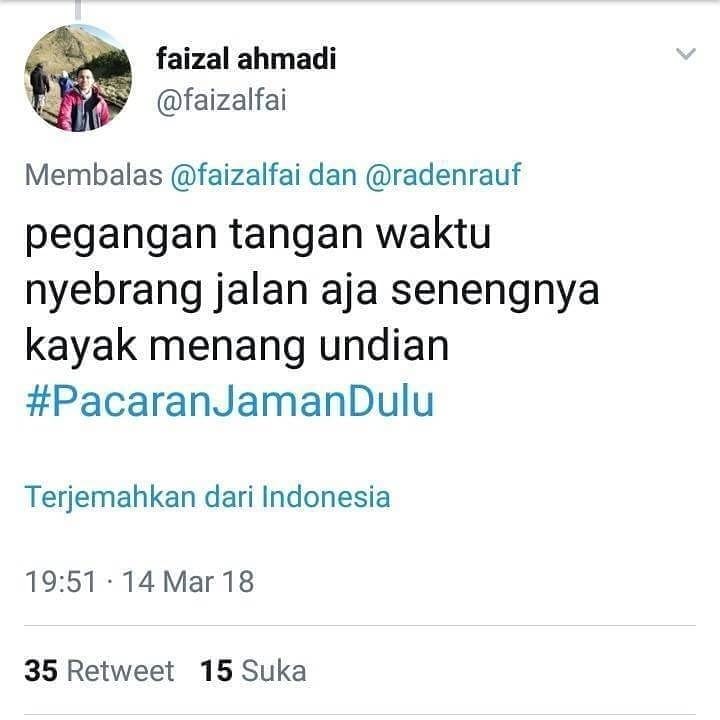 faizal ahmadi
@faizalfai
Membalas @faizalfai dan @radenrauf
pegangan tangan waktu
nyebrang jalan aja senengnya
kayak menang undian
#PacaranJamanDulu
Terjemahkan dari Indonesia
19:51 · 14 Mar 18
35 Retweet 15 Suka